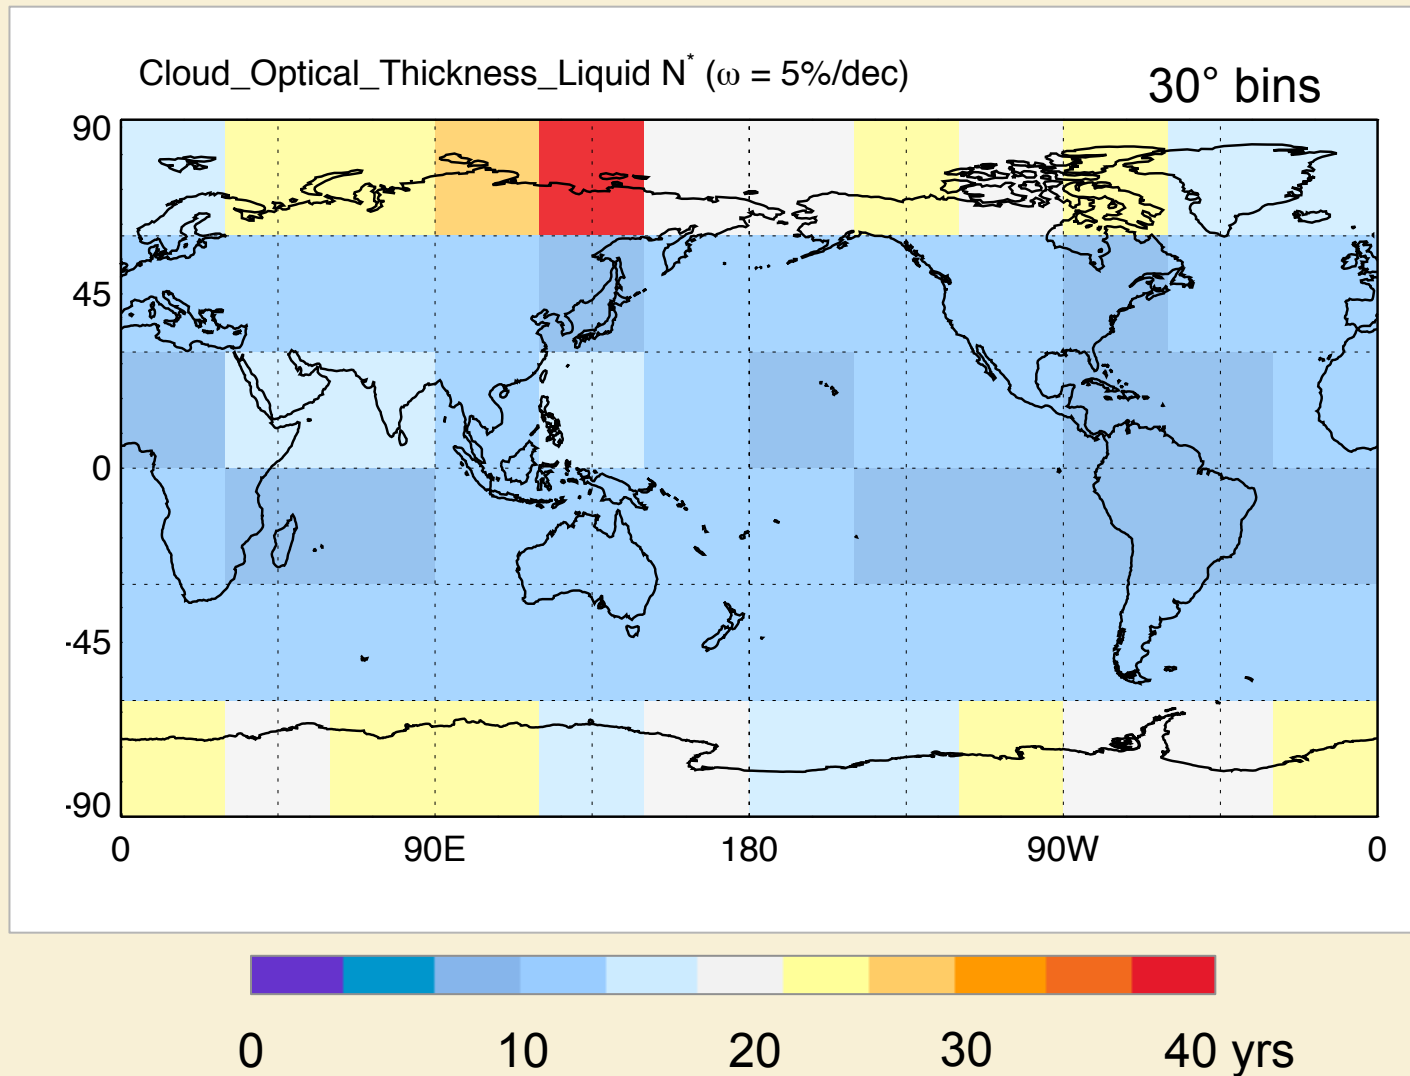 Cloud_Optical_Thickness_Liquid N* (ω = 5%/dec)
30° bins
90
45
0
-45
-90
0 90E 180 90W 0
0 10 20 30 40 yrs